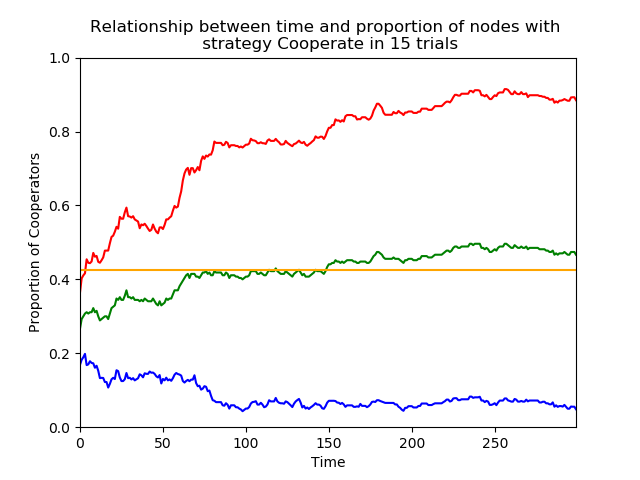 Relationship between time and proportion of nodes with
strategy Cooperate in 15 trials
1.0
0.8
0.6
0.4
0.2
0.0
Proportion of Cooperators
0 50 100 150 200 250
Time